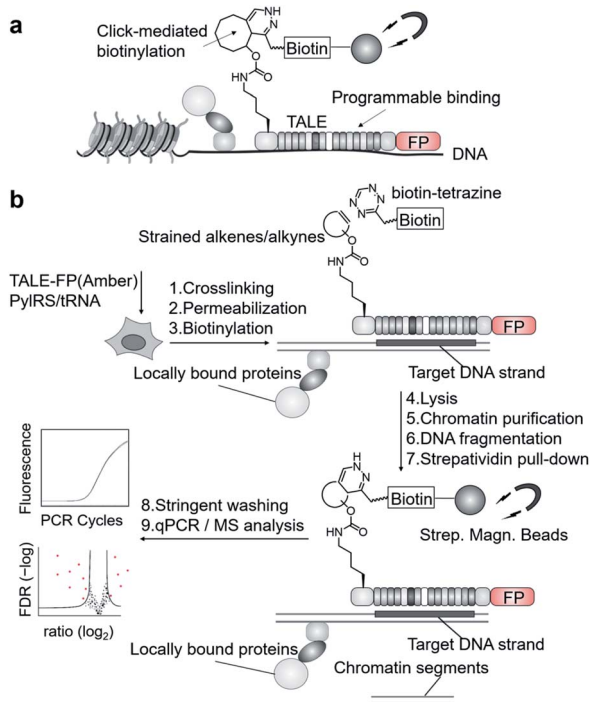 a
Click-mediated
biotinylation
NH
N
Biotin
O
HN
O
TALE
Programmable binding
FP
DNA
b
biotin-tetrazine
N
N
N
N
Biotin
Strained alkenes/alkynes
O
HN
O
TALE-FP(Amber)
PylRS/tRNA
1.Crosslinking
2.Permeabilization
3.Biotinylation
FP
Locally bound proteins
Target DNA strand
4.Lysis
5.Chromatin purification
6.DNA fragmentation
7.Strepatividin pull-down
H
N
N
Biotin
Strep. Magn. Beads
O
HN
O
Fluorescence
PCR Cycles
8.Stringent washing
9.qPCR / MS analysis
FDR (−log)
ratio (log2)
FP
Locally bound proteins
Target DNA strand
Chromatin segments